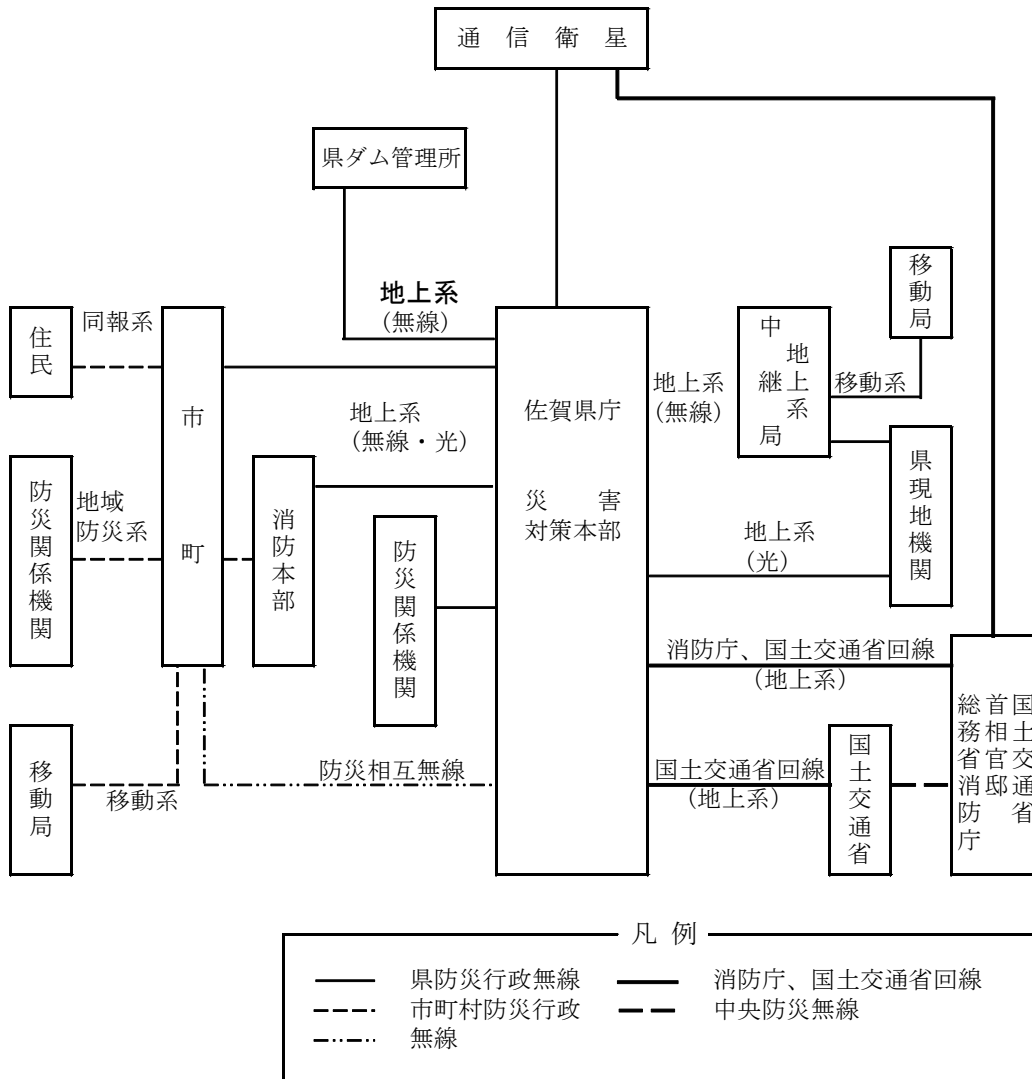 通 信 衛 星
県ダム管理所
地上系
(無線)
移動局
住民
同報系
市町
地上系
(無線・光)
佐賀県庁
災 害
対策本部
地上系
(無線)
中継局
地上系
移動系
県現地機関
防災関係機関
地域
防災系
消防本部
防災関係機関
地上系
(光)
消防庁、国土交通省回線
(地上系)
移動局
移動系
防災相互無線
国土交通省回線
(地上系)
国土交通省
国土交通省
首相官邸
総務省消防庁
凡 例
県防災行政無線
消防庁、国土交通省回線
市町村防災行政
中央防災無線
無線